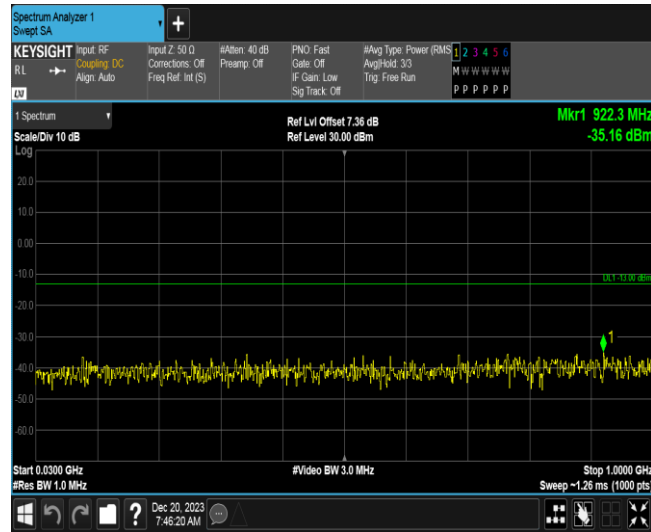 Spectrum Analyzer 1
Swept SA
+
KEYSIGHT
RL
LXI
Input: RF
Coupling: DC
Align: Auto
Input Z: 50 Ω
Corrections: Off
Freq Ref: Int (S)
#Atten: 40 dB
Preamp: Off
PNO: Fast
Gate: Off
IF Gain: Low
Sig Track: Off
#Avg Type: Power (RMS
Avg|Hold: 3/3
Trig: Free Run
1 2 3 4 5 6
M W W W W W
P P P P P P
1 Spectrum
Scale/Div 10 dB
Log
Ref Lvl Offset 7.36 dB
Ref Level 30.00 dBm
Mkr1 922.3 MHz
-35.16 dBm
20.0
10.0
0.00
-10.0
DL1 -13.00 dBm
-20.0
-30.0
1
-40.0
-50.0
-60.0
Start 0.0300 GHz
#Res BW 1.0 MHz
#Video BW 3.0 MHz
Stop 1.0000 GHz
Sweep ~1.26 ms (1000 pts)
?
Dec 20, 2023
7:46:20 AM